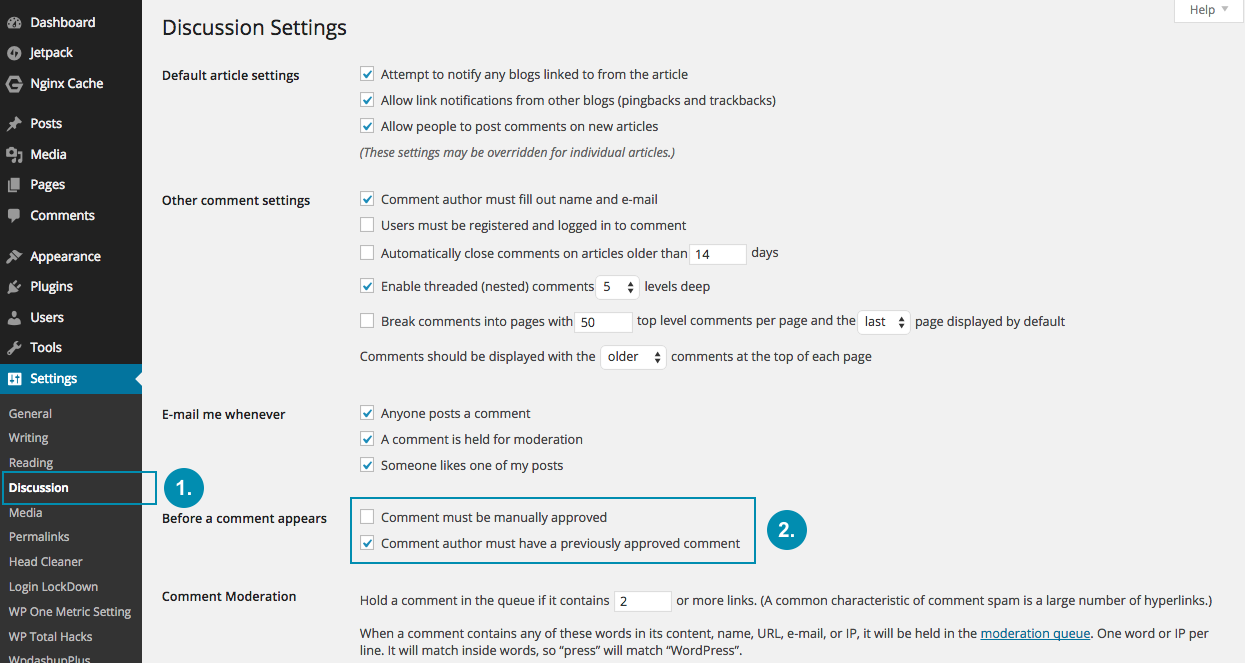 Help
Dashboard
Jetpack
Nginx Cache
Posts
Media
Pages
Comments
Appearance
Plugins
Users
Tools
Settings
General
Writing
Reading
Discussion
Media
Permalinks
Head Cleaner
Login LockDown
WP One Metric Setting
WP Total Hacks
WpdashupPlus
1.
Discussion Settings
Default article settings
Attempt to notify any blogs linked to from the article
Allow link notifications from other blogs (pingbacks and trackbacks)
Allow people to post comments on new articles
(These settings may be overridden for individual articles.)
Other comment settings
Comment author must fill out name and e-mail
Users must be registered and logged in to comment
Automatically close comments on articles older than 14 days
Enable threaded (nested) comments 5 levels deep
Break comments into pages with 50 top level comments per page and the last page displayed by default
Comments should be displayed with the older comments at the top of each page
E-mail me whenever
Anyone posts a comment
A comment is held for moderation
Someone likes one of my posts
Before a comment appears
Comment must be manually approved
Comment author must have a previously approved comment
2.
Comment Moderation
Hold a comment in the queue if it contains 2 or more links. (A common characteristic of comment spam is a large number of hyperlinks.)
When a comment contains any of these words in its content, name, URL, e-mail, or IP, it will be held in the moderation queue. One word or IP per
line. It will match inside words, so “press” will match “WordPress”.